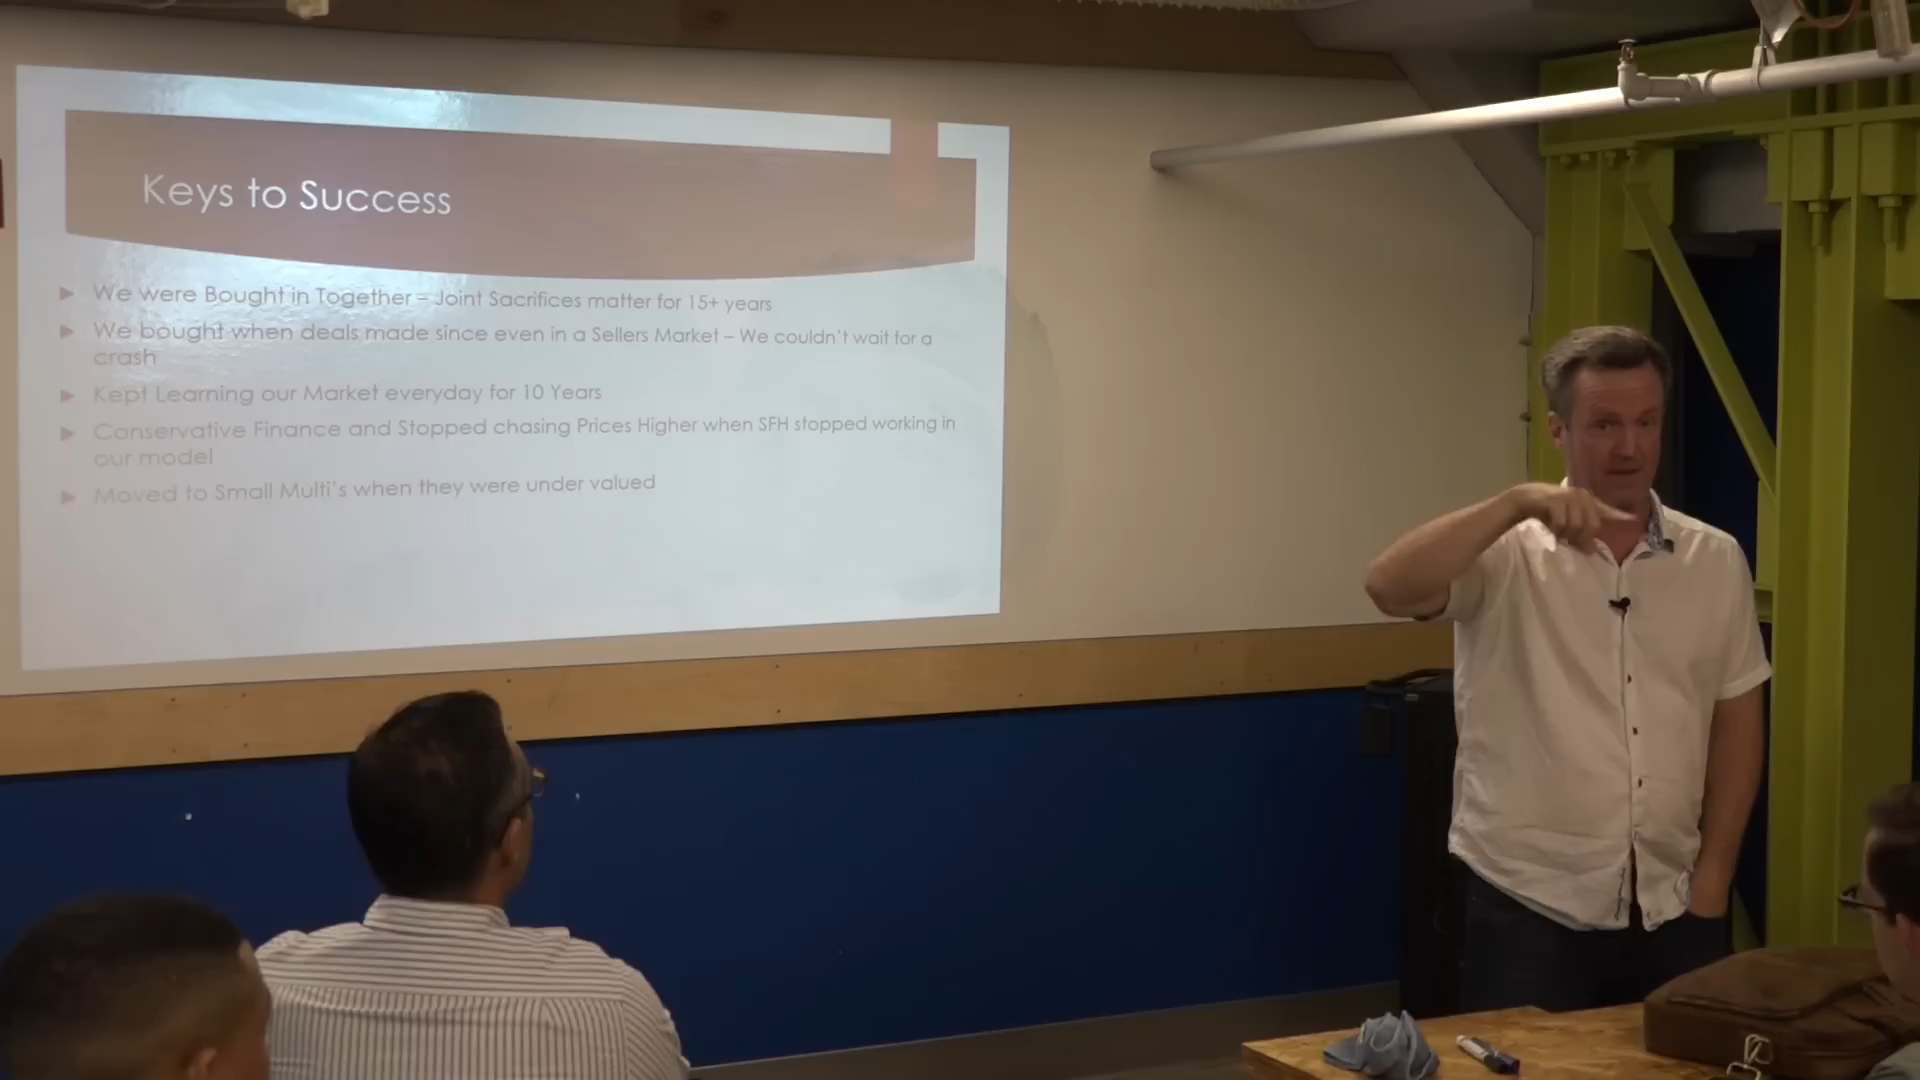 Keys to Success
We were Bought in Together – Joint Sacrifices matter for 15+ years
We bought when deals made since even in a Sellers Market – We couldn't wait for a
crash
Kept Learning our Market everyday for 10 Years
Conservative Finance and Stopped chasing Prices Higher when SFH stopped working in
our model
Moved to Small Multi's when they were under valued